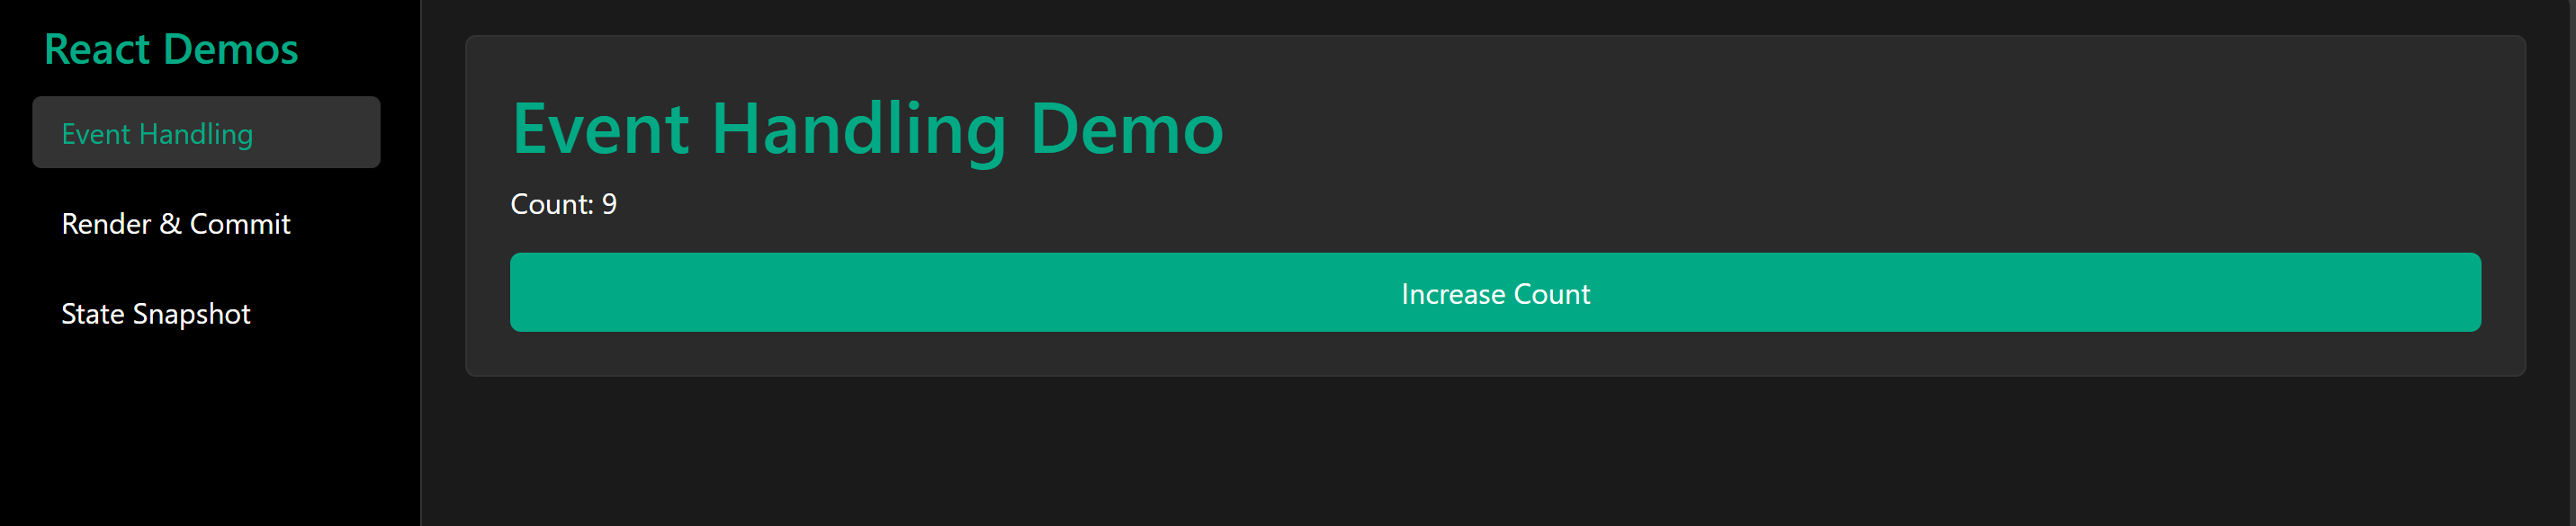 React Demos
Event Handling
Render & Commit
State Snapshot
Event Handling Demo
Count: 9
Increase Count